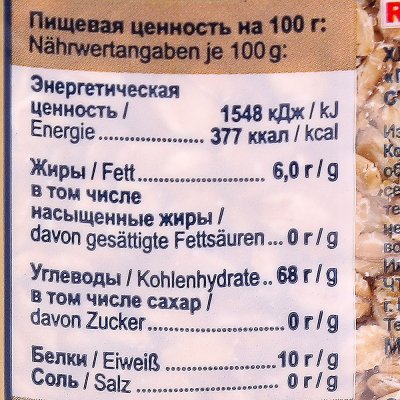 Пищевая ценность на 100 г:
Nährwertangaben je 100 g:
Энергетическая
ценность / 1548 кДж / kJ
Energie ................ 377 ккал / kcal
Жиры / Fett.................... 6,0 г / g
в том числе
насыщенные жиры /
davon gesättigte Fettsäuren... 0 г / g
Углеводы / Kohlenhydrate.. 68 г / g
в том числе сахар /
davon Zucker.................... 0 г / g
Белки / Eiweiß.................. 10 г / g
Соль / Salz ...................... 0 г / g